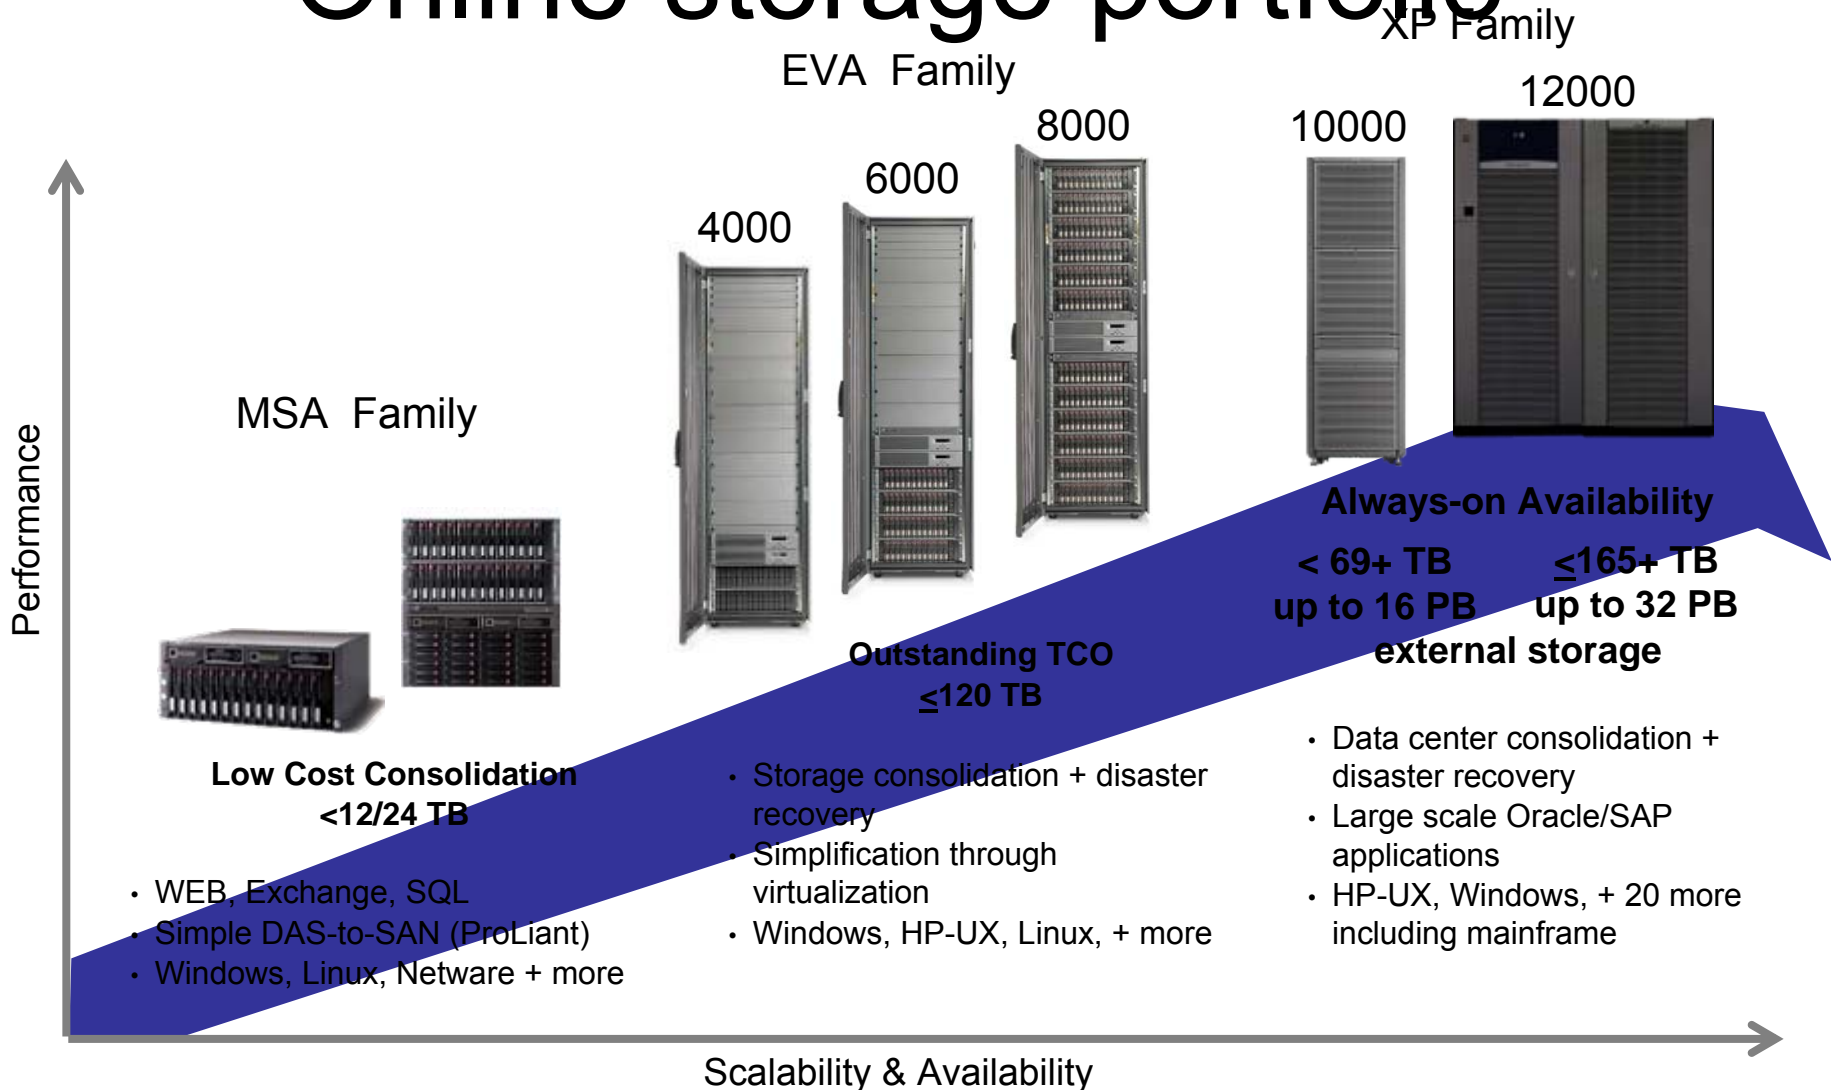 Online storage portfolio
XP Family
EVA Family
12000
8000
10000
6000
4000
MSA Family
Performance
Always-on Availability
< 69+ TB
up to 16 PB
≤165+ TB
up to 32 PB
external storage
Outstanding TCO
≤120 TB
Low Cost Consolidation
<12/24 TB
• WEB, Exchange, SQL
• Simple DAS-to-SAN (ProLiant)
• Windows, Linux, Netware + more
• Storage consolidation + disaster
recovery
• Simplification through
virtualization
• Windows, HP-UX, Linux, + more
• Data center consolidation +
disaster recovery
• Large scale Oracle/SAP
applications
• HP-UX, Windows, + 20 more
including mainframe
Scalability & Availability